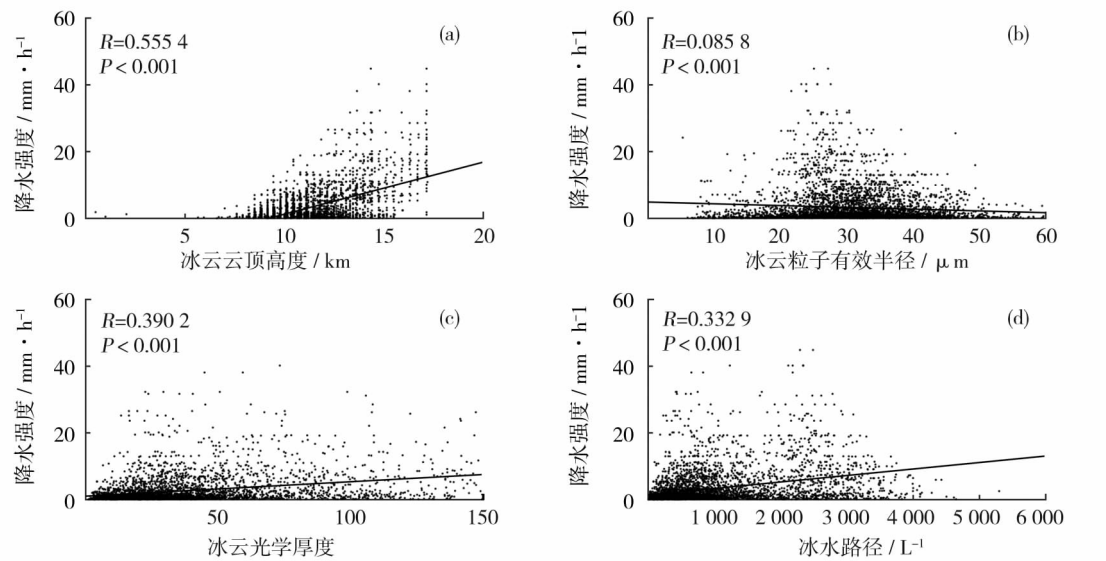 60
40
20
0
降水强度 / mm·h⁻¹
R=0.555 4
P < 0.001
(a)
5 10 15 20
冰云云顶高度 / km
60
40
20
0
降水强度 / mm·h-1
R=0.085 8
P < 0.001
(b)
10 20 30 40 50 60
冰云粒子有效半径 / μm
60
40
20
0
降水强度 / mm·h⁻¹
R=0.390 2
P < 0.001
(c)
50 100 150
冰云光学厚度
60
40
20
0
降水强度 / mm·h-1
R=0.332 9
P < 0.001
(d)
1 000 2 000 3 000 4 000 5 000 6 000
冰水路径 / L⁻¹